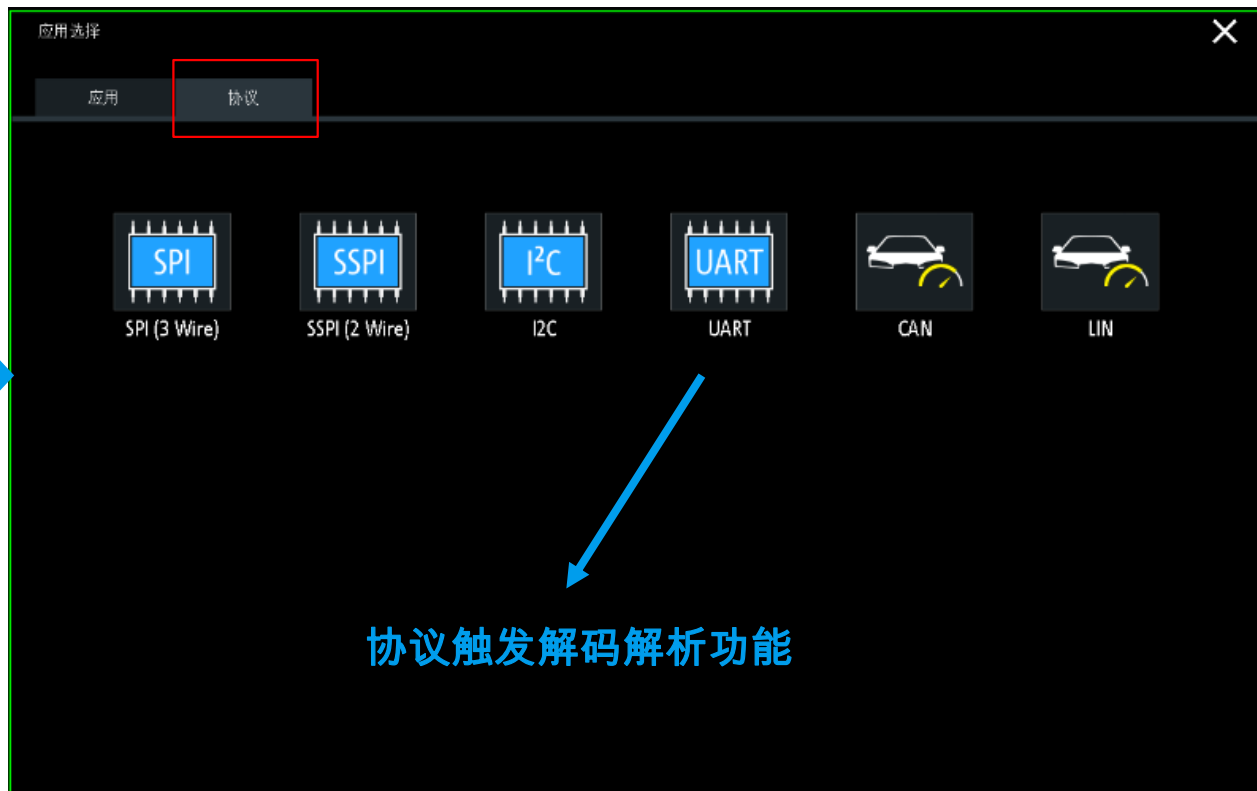 应用选择
应用
协议
SPI
SSPI
I²C
UART
SPI (3 Wire)
SSPI (2 Wire)
I2C
UART
CAN
LIN
协议触发解码解析功能